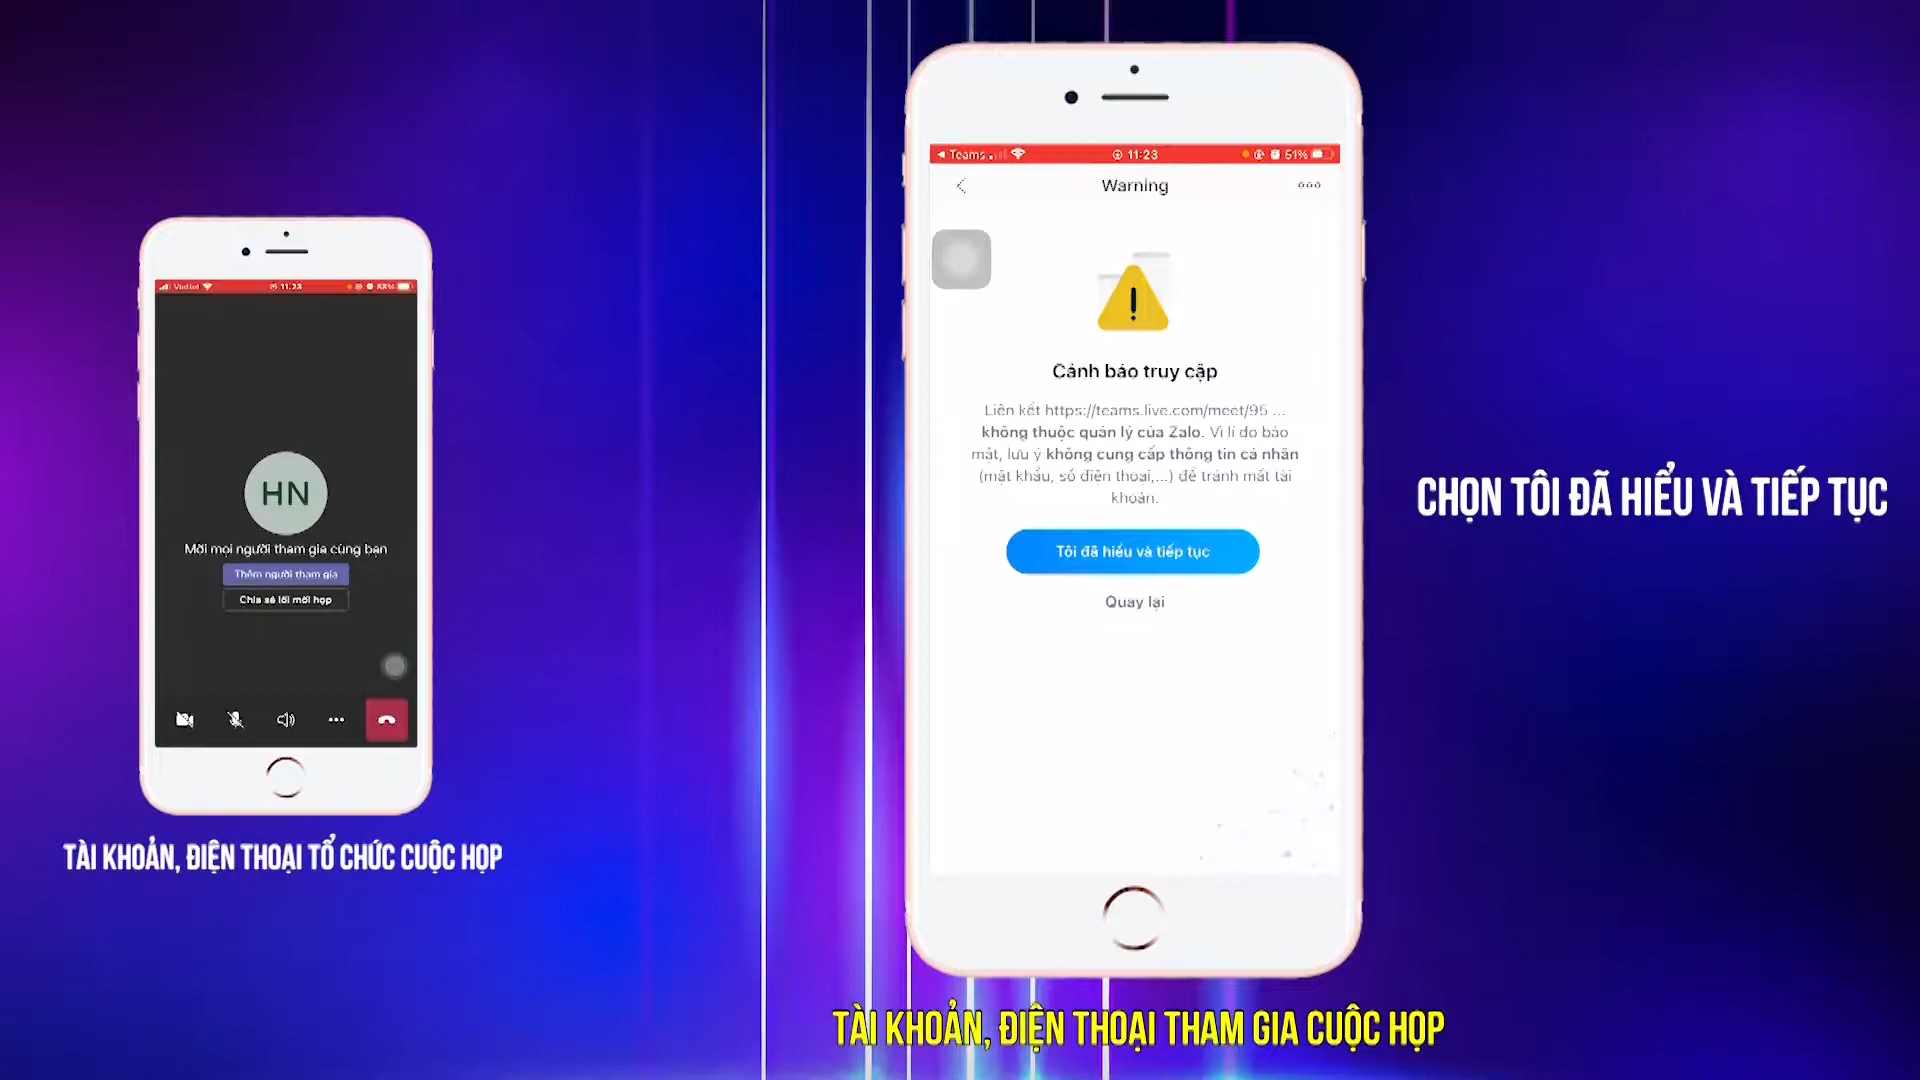 Viettel
11:23
88%
HN
Mời mọi người tham gia cùng bạn
Thêm người tham gia
Chia sẻ lời mời họp
TÀI KHOẢN, ĐIỆN THOẠI TỔ CHỨC CUỘC HỌP
Teams
11:23
51%
Warning
Cảnh báo truy cập
Liên kết https://teams.live.com/meet/95 ...
không thuộc quản lý của Zalo. Vì lí do bảo
mật, lưu ý không cung cấp thông tin cá nhân
(mật khẩu, số điện thoại,...) để tránh mất tài
khoản.
Tôi đã hiểu và tiếp tục
Quay lại
CHỌN TÔI ĐÃ HIỂU VÀ TIẾP TỤC
TÀI KHOẢN, ĐIỆN THOẠI THAM GIA CUỘC HỌP